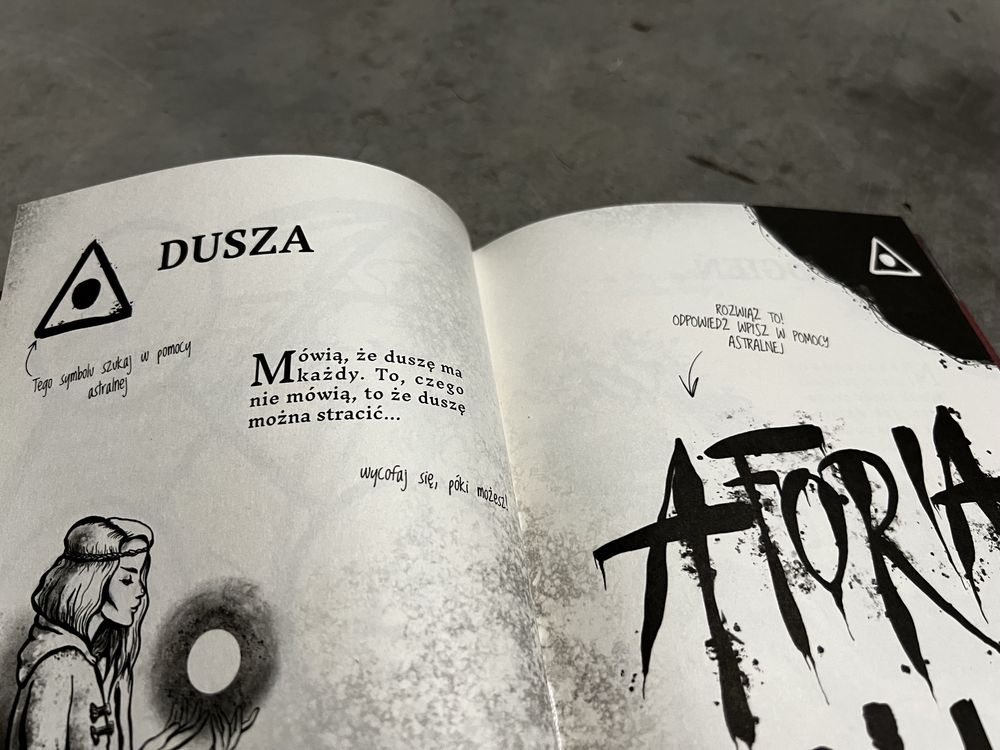 DUSZA
Tego symbolu szukaj w pomocy
astralnej
Mówią, że duszę ma
każdy. To, czego
nie mówią, to że duszę
można stracić...
wycofaj się, póki możesz!
ROZWIĄŻ TO!
ODPOWIEDŹ WPISZ W POMOCY
ASTRALNEJ
AFORIA